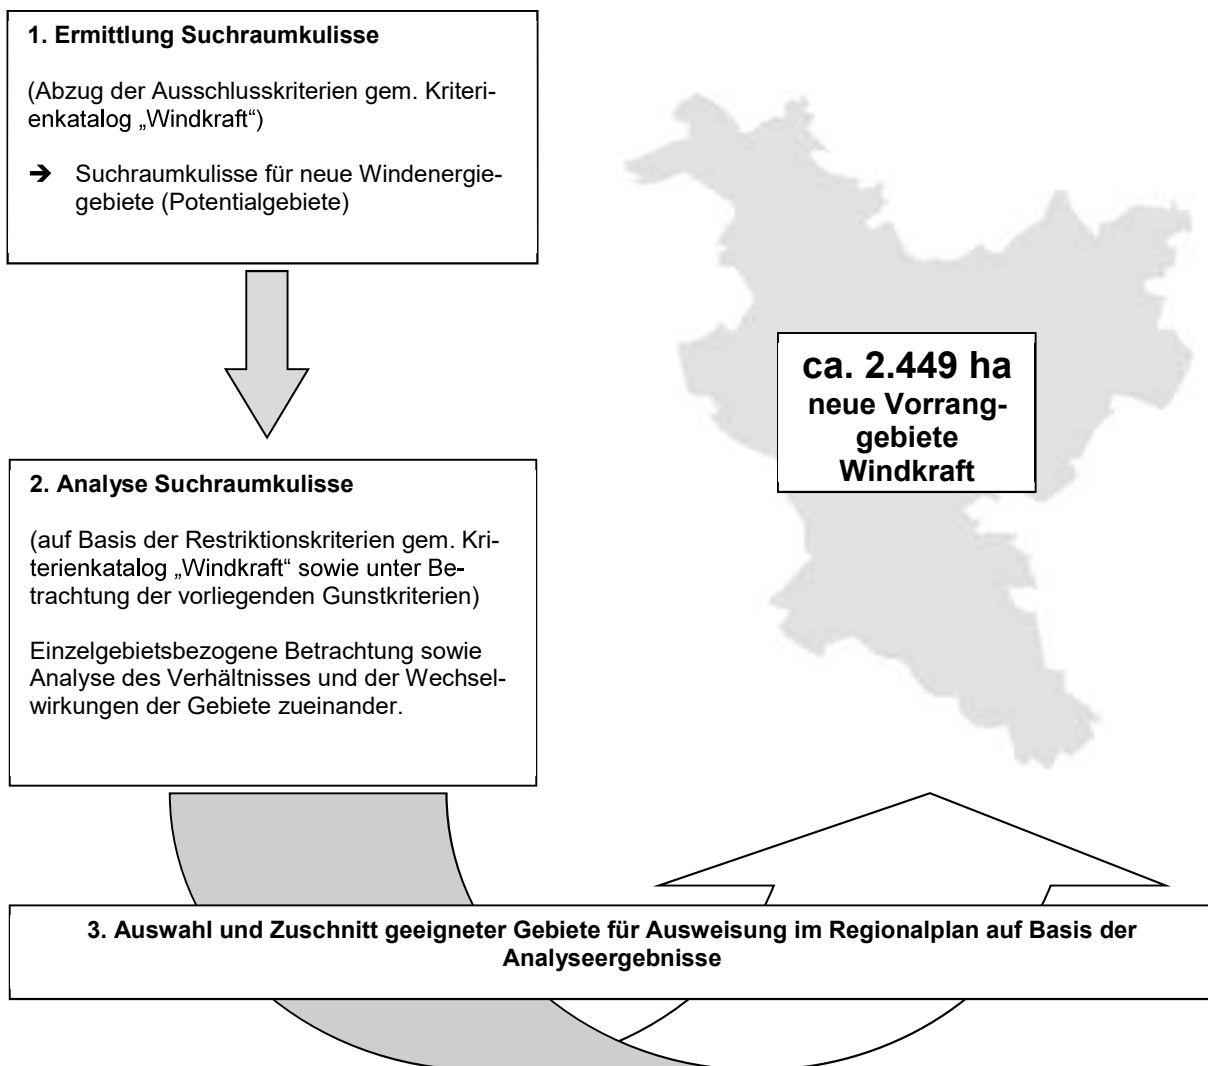 1. Ermittlung Suchraumkulisse
(Abzug der Ausschlusskriterien gem. Kriteri-
enkatalog „Windkraft“)
➔ Suchraumkulisse für neue Windenergie-
gebiete (Potentialgebiete)
2. Analyse Suchraumkulisse
(auf Basis der Restriktionskriterien gem. Kri-
terienkatalog „Windkraft“ sowie unter Be-
trachtung der vorliegenden Gunstkriterien)
Einzelgebietsbezogene Betrachtung sowie
Analyse des Verhältnisses und der Wechsel-
wirkungen der Gebiete zueinander.
ca. 2.449 ha
neue Vorrang-
gebiete
Windkraft
3. Auswahl und Zuschnitt geeigneter Gebiete für Ausweisung im Regionalplan auf Basis der
Analyseergebnisse